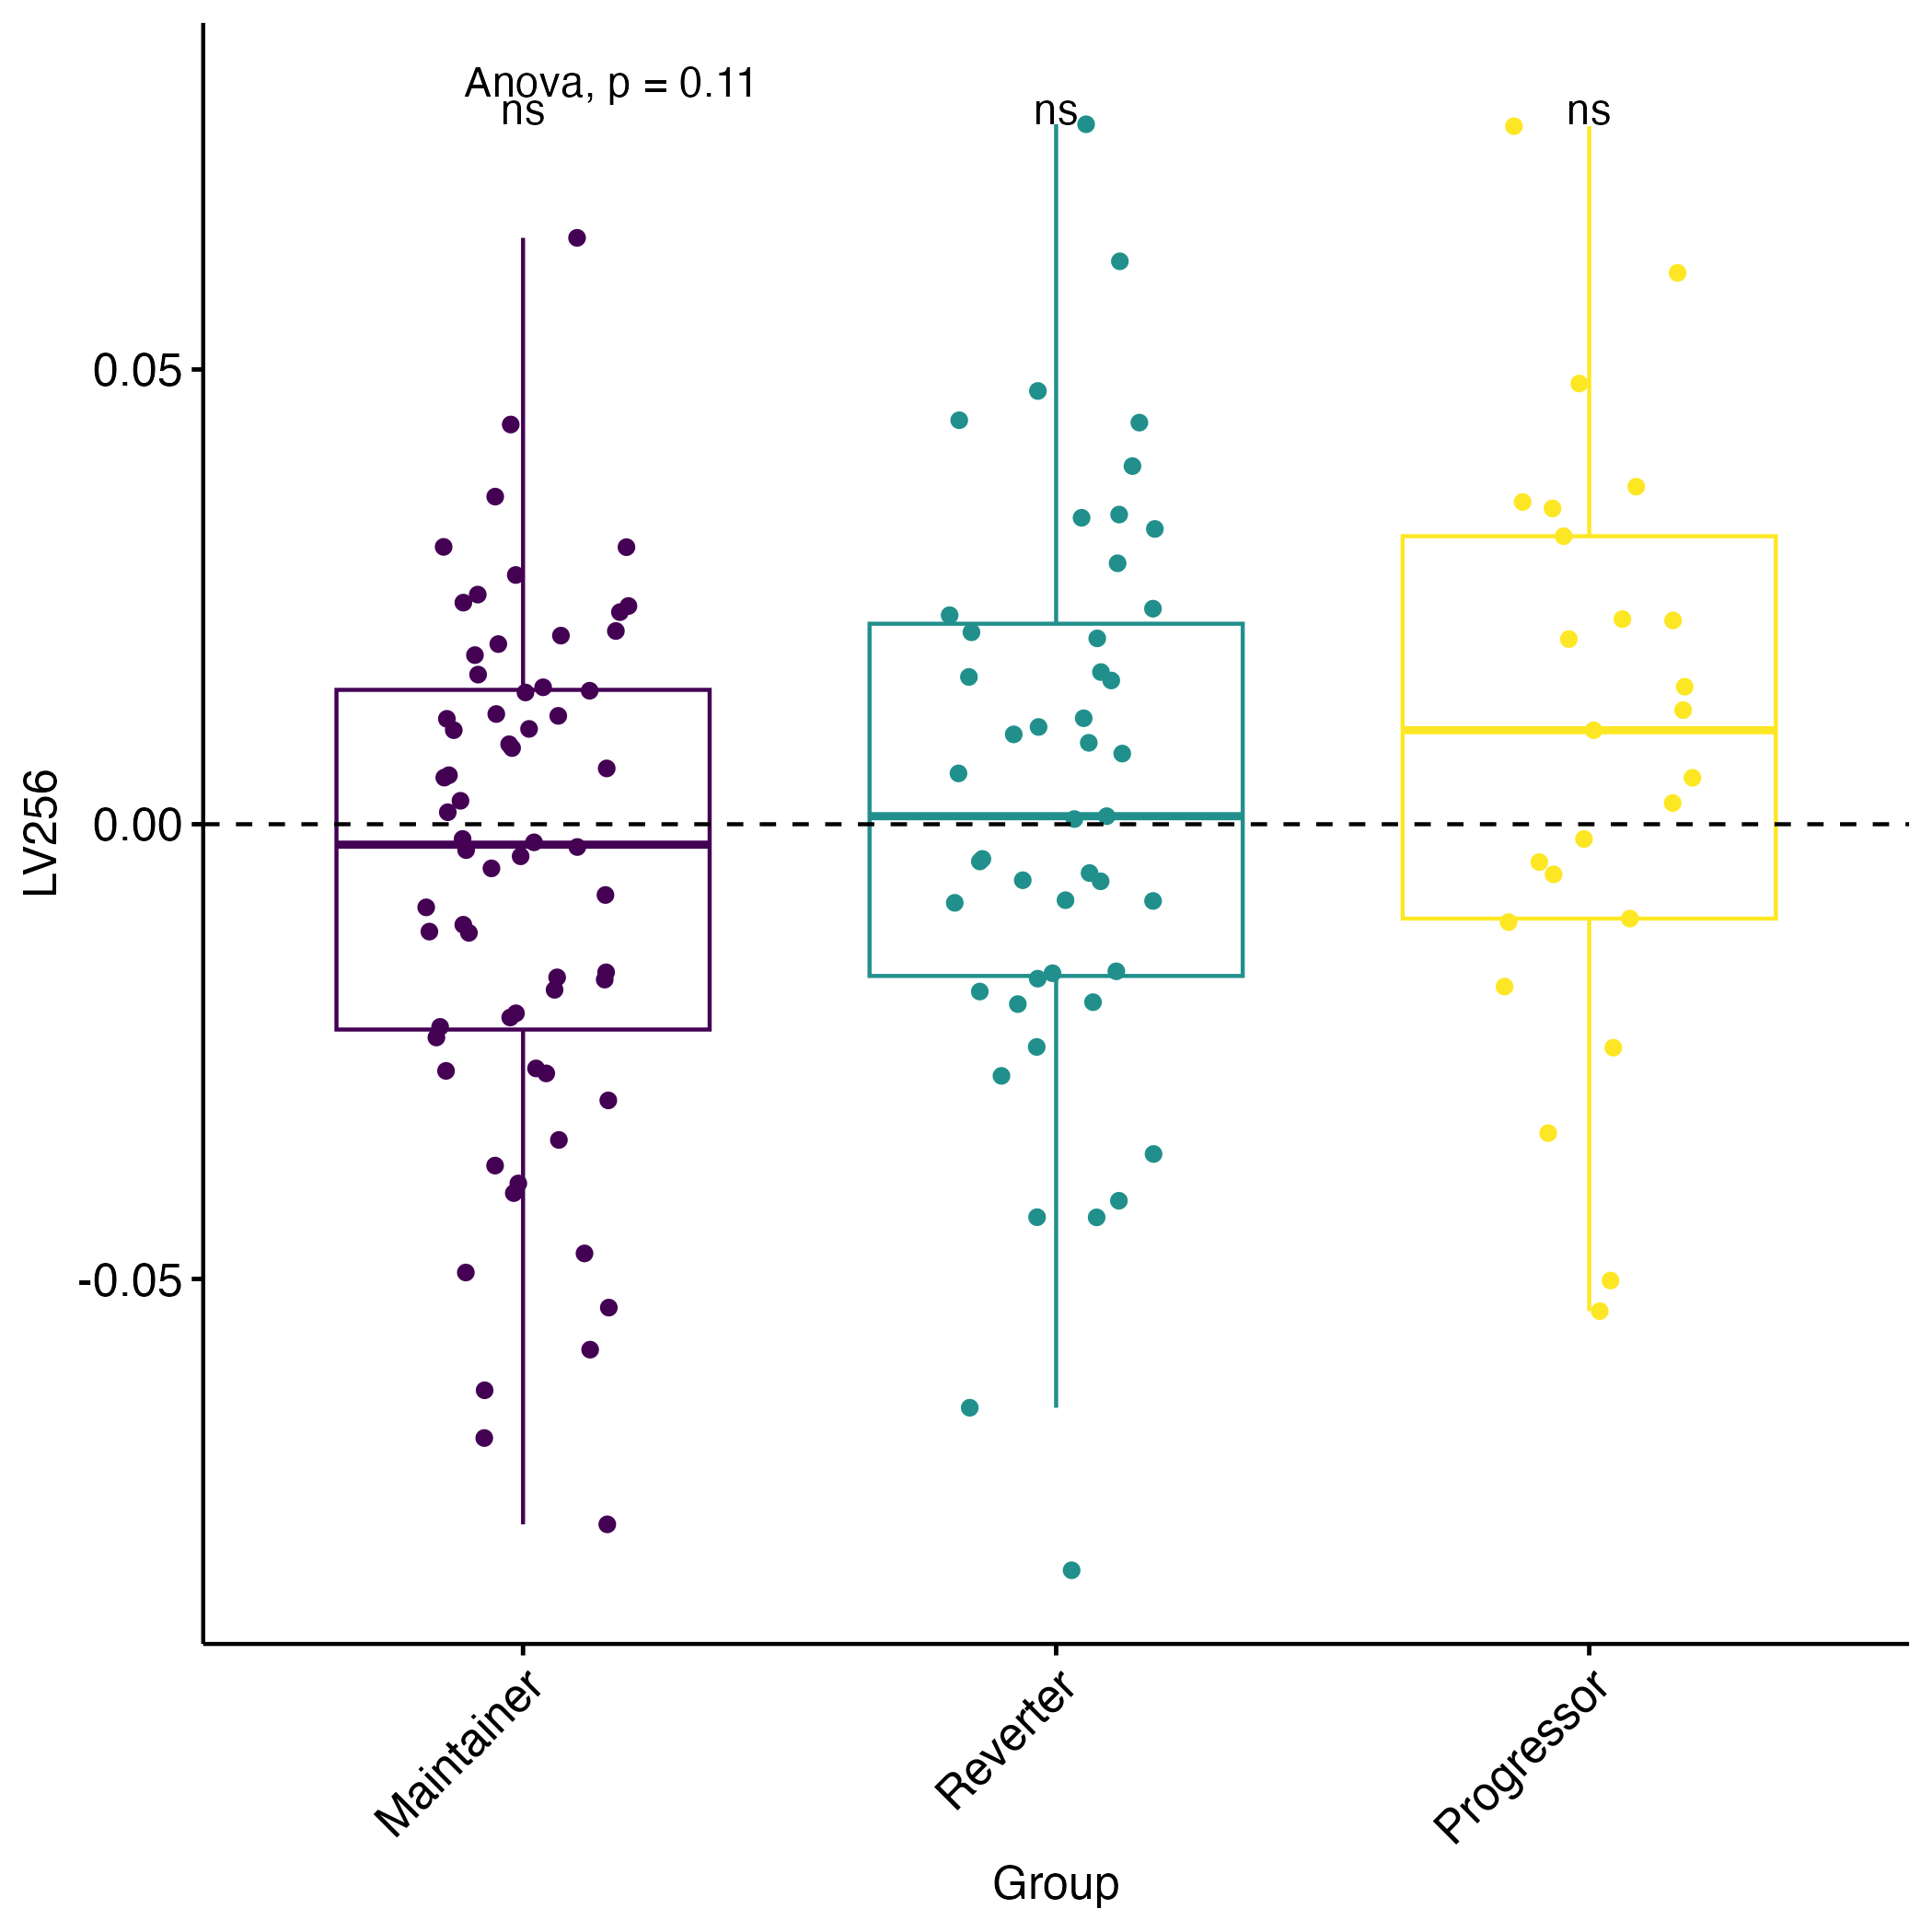 Anova, p = 0.11
ns ns ns
0.05
0.00
-0.05
LV256
Maintainer Reverter Progressor
Group